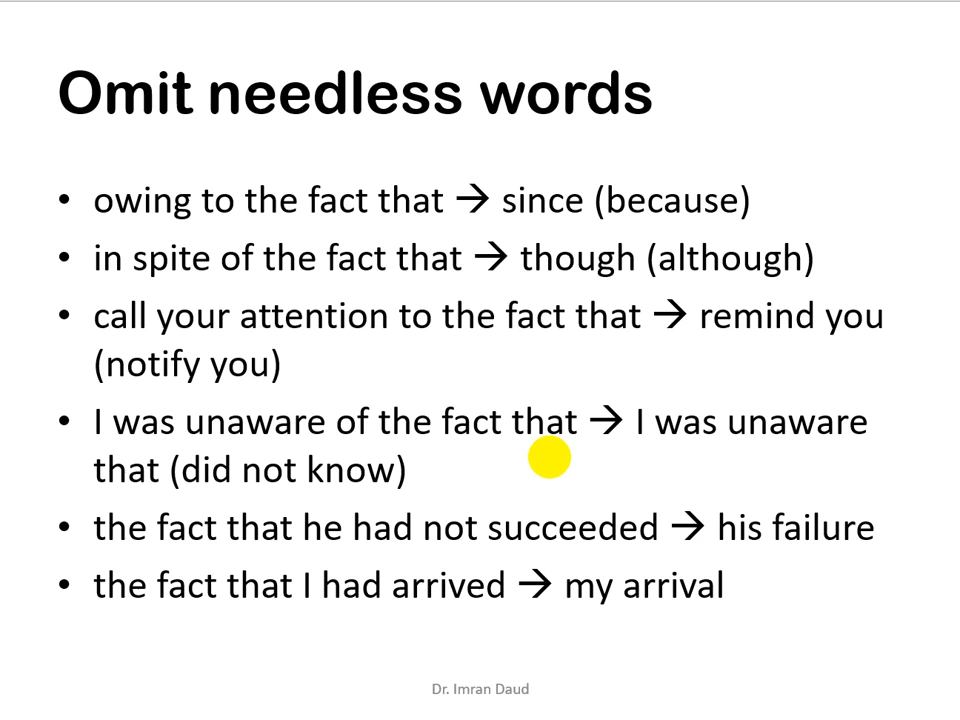 Omit needless words
• owing to the fact that → since (because)
• in spite of the fact that → though (although)
• call your attention to the fact that → remind you
(notify you)
• I was unaware of the fact that → I was unaware
that (did not know)
• the fact that he had not succeeded → his failure
• the fact that I had arrived → my arrival
Dr. Imran Daud